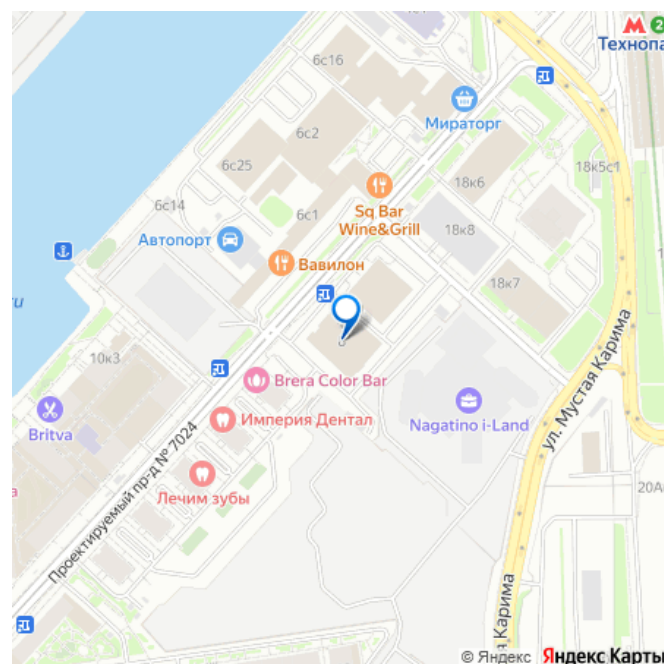 6с16
2
Технопа
6с2
Мираторг
6с25
18к5с1
18к6
6с14
6с1
Sq Bar
Wine&Grill
18к8
Автопорт
Вавилон
18к7
ru
10к3
Brera Color Bar
ул. Мустая Карима
Britva
Империя Дентал
Nagatino i-Land
Проектируемый пр-д № 7024
а
Лечим зубы
20А
я Карима
© Яндекс Яндекс Карты